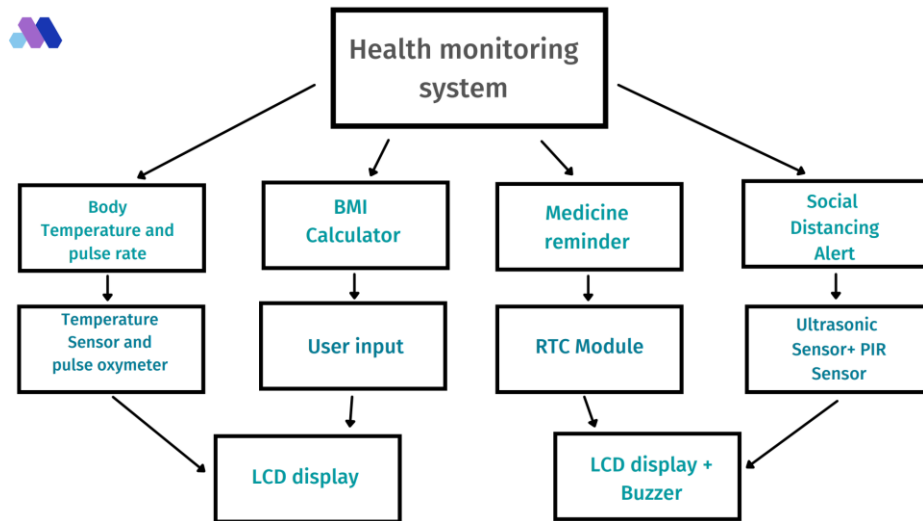 Health monitoring
system
Body
Temperature and
pulse rate
BMI
Calculator
Medicine
reminder
Social
Distancing
Alert
Temperature
Sensor and
pulse oxymeter
User input
RTC Module
Ultrasonic
Sensor+ PIR
Sensor
LCD display
LCD display +
Buzzer